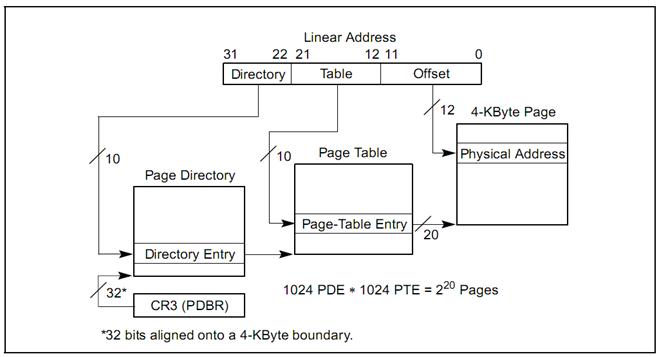 Linear Address
31 22 21 12 11 0
Directory Table Offset
12
4-KByte Page
10
10
Page Table
Physical Address
Page Directory
Page-Table Entry
20
Directory Entry
32*
1024 PDE * 1024 PTE = 2²⁰ Pages
CR3 (PDBR)
*32 bits aligned onto a 4-KByte boundary.